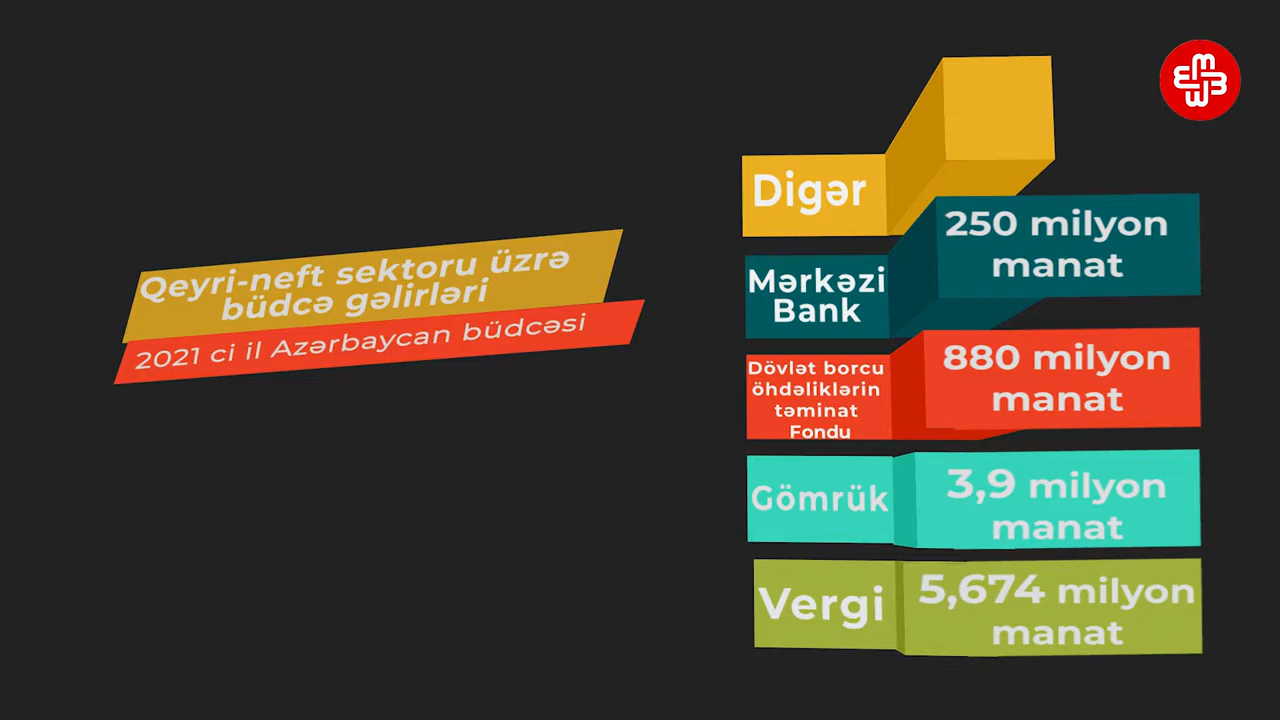 Qeyri-neft sektoru üzrə
büdcə gəlirləri
2021 ci il Azərbaycan büdcəsi
Digər
Mərkəzi
Bank
250 milyon
manat
Dövlət borcu
öhdəliklərin
təminat
Fondu
880 milyon
manat
Gömrük
3,9 milyon
manat
Vergi
5,674 milyon
manat